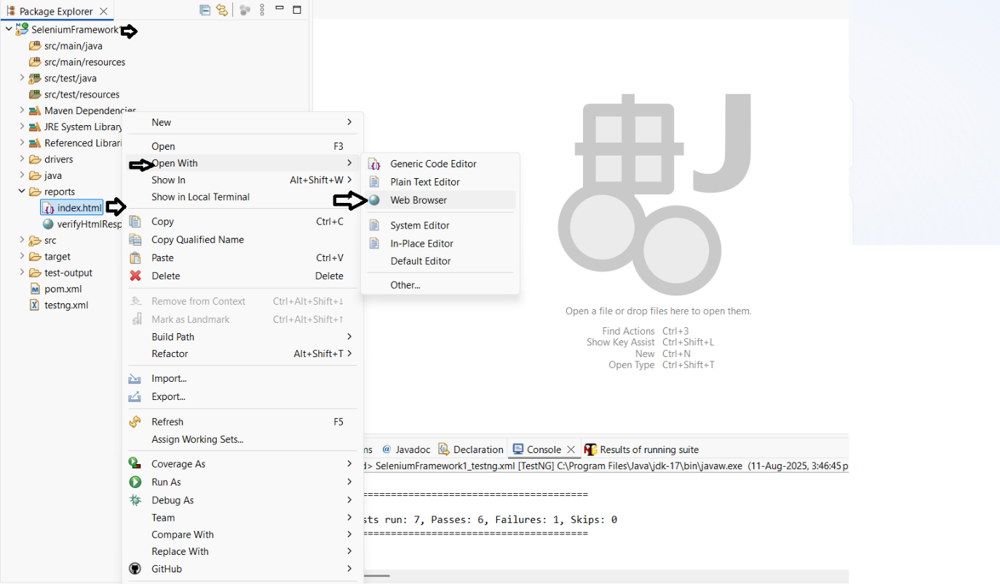 Package Explorer
SeleniumFramework1
src/main/java
src/main/resources
src/test/java
src/test/resources
Maven Dependencies
JRE System Library
Referenced Librari
drivers
java
reports
index.html
verifyHtmlResp
src
target
test-output
pom.xml
testng.xml
New
Open F3
Open With
Show In Alt+Shift+W
Show in Local Terminal
Copy Ctrl+C
Copy Qualified Name
Paste Ctrl+V
Delete Delete
Remove from Context Ctrl+Alt+Shift+↓
Mark as Landmark Ctrl+Alt+Shift+↑
Build Path
Refactor Alt+Shift+T
Import...
Export...
Refresh F5
Assign Working Sets...
Coverage As
Run As
Debug As
Team
Compare With
Replace With
GitHub
Generic Code Editor
Plain Text Editor
Web Browser
System Editor
In-Place Editor
Default Editor
Other...
Open a file or drop files here to open them.
Find Actions Ctrl+3
Show Key Assist Ctrl+Shift+L
New Ctrl+N
Open Type Ctrl+Shift+T
ms @ Javadoc Declaration Console Results of running suite
d> SeleniumFramework1_testng.xml [TestNG] C:\Program Files\Java\jdk-17\bin\javaw.exe (11-Aug-2025, 3:46:45 p
========================================
sts run: 7, Passes: 6, Failures: 1, Skips: 0
========================================